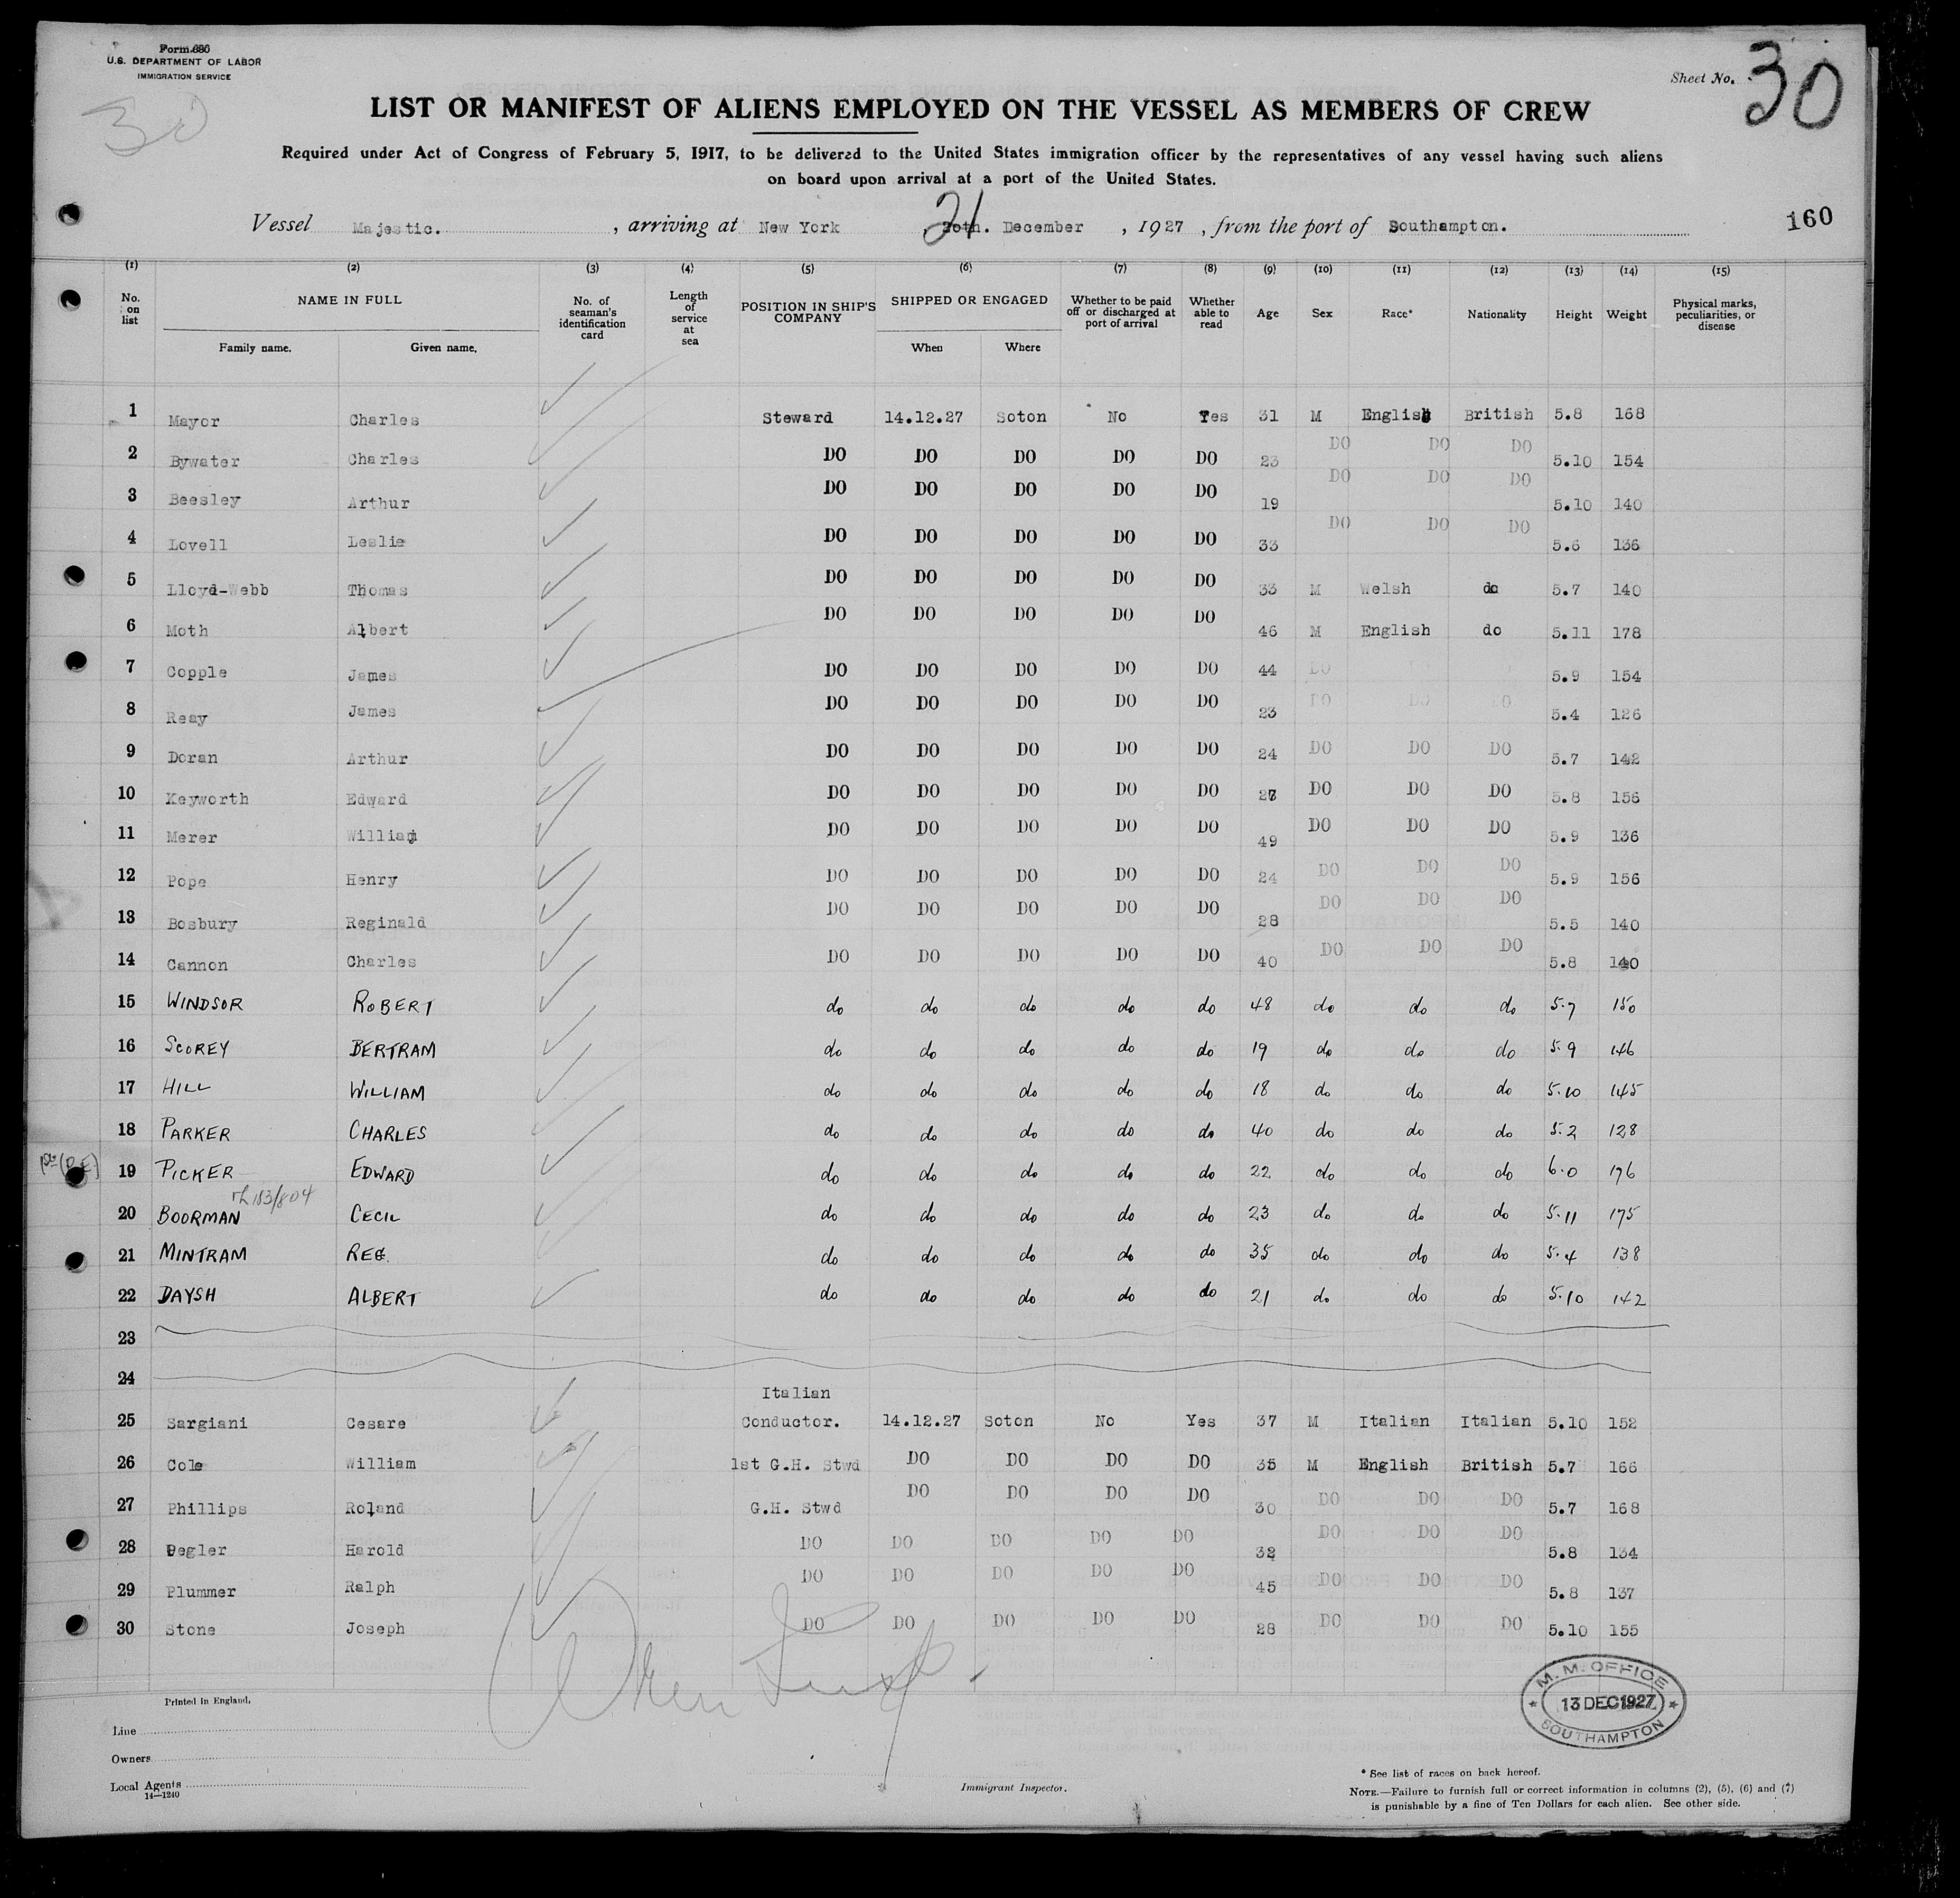 Form 686
U.S. DEPARTMENT OF LABOR
IMMIGRATION SERVICE
Sheet No. 30
30
LIST OR MANIFEST OF ALIENS EMPLOYED ON THE VESSEL AS MEMBERS OF CREW
Required under Act of Congress of February 5, 1917, to be delivered to the United States immigration officer by the representatives of any vessel having such aliens
on board upon arrival at a port of the United States.
Vessel Majestic. , arriving at New York , 21 20th. December , 1927 , from the port of Southampton.
160
(1) (2) (3) (4) (5) (6) (7) (8) (9) (10) (11) (12) (13) (14) (15)
No. on list NAME IN FULL No. of seaman's identification card Length of service at sea POSITION IN SHIP'S COMPANY SHIPPED OR ENGAGED Whether to be paid off or discharged at port of arrival Whether able to read Age Sex Race* Nationality Height Weight Physical marks, peculiarities, or disease
Family name. Given name. When Where
1 Mayor Charles Steward 14.12.27 Soton No Yes 31 M English British 5.8 168
2 Bywater Charles DO DO DO DO DO 23 DO DO DO 5.10 154
3 Beesley Arthur DO DO DO DO DO 19 DO DO DO 5.10 140
4 Lovell Leslie DO DO DO DO DO 33 DO DO DO 5.6 136
5 Lloyd-Webb Thomas DO DO DO DO DO 33 M Welsh do 5.7 140
6 Moth Albert DO DO DO DO DO 46 M English do 5.11 178
7 Copple James DO DO DO DO DO 44 DO 5.9 154
8 Reay James DO DO DO DO DO 23 DO DO DO 5.4 126
9 Doran Arthur DO DO DO DO DO 24 DO DO DO 5.7 142
10 Keyworth Edward DO DO DO DO DO DO DO DO 5.8 156
11 Merer William DO DO DO DO DO 49 DO DO DO 5.9 136
12 Pope Henry DO DO DO DO DO 24 DO DO DO 5.9 156
13 Bosbury Reginald DO DO DO DO DO 28 DO DO DO 5.5 140
14 Cannon Charles DO DO DO DO DO 40 DO DO DO 5.8 140
15 WINDSOR ROBERT do do do do do 48 do do do 5.7 150
16 SCOREY BERTRAM do do do do do 19 do do do 5.9 146
17 HILL WILLIAM do do do do do 18 do do do 5.10 145
18 PARKER CHARLES do do do do do 40 do do do 5.2 128
19 PICKER EDWARD do do do do do 22 do do do 6.0 176
20 BOORMAN CECIL do do do do do 23 do do do 5.11 175
21 MINTRAM REG. do do do do do 35 do do do 5.4 138
22 DAYSH ALBERT do do do do do 21 do do do 5.10 142
23
24
25 Sargiani Cesare Italian Conductor. 14.12.27 Soton No Yes 37 M Italian Italian 5.10 152
26 Cole William 1st G.H. Stwd DO DO DO DO 35 M English British 5.7 166
27 Phillips Roland G.H. Stwd DO DO DO DO 30 DO DO DO 5.7 168
28 Pegler Harold DO DO DO DO DO 32 DO DO DO 5.8 134
29 Plummer Ralph DO DO DO DO DO 45 DO DO DO 5.8 137
30 Stone Joseph DO DO DO DO DO 28 DO DO DO 5.10 155
Printed in England.
M. M. OFFICE
13 DEC 1927
SOUTHAMPTON
Line
Owners
Local Agents
14—1240
Immigrant Inspector.
* See list of races on back hereof.
NOTE.—Failure to furnish full or correct information in columns (2), (5), (6) and (7)
is punishable by a fine of Ten Dollars for each alien. See other side.